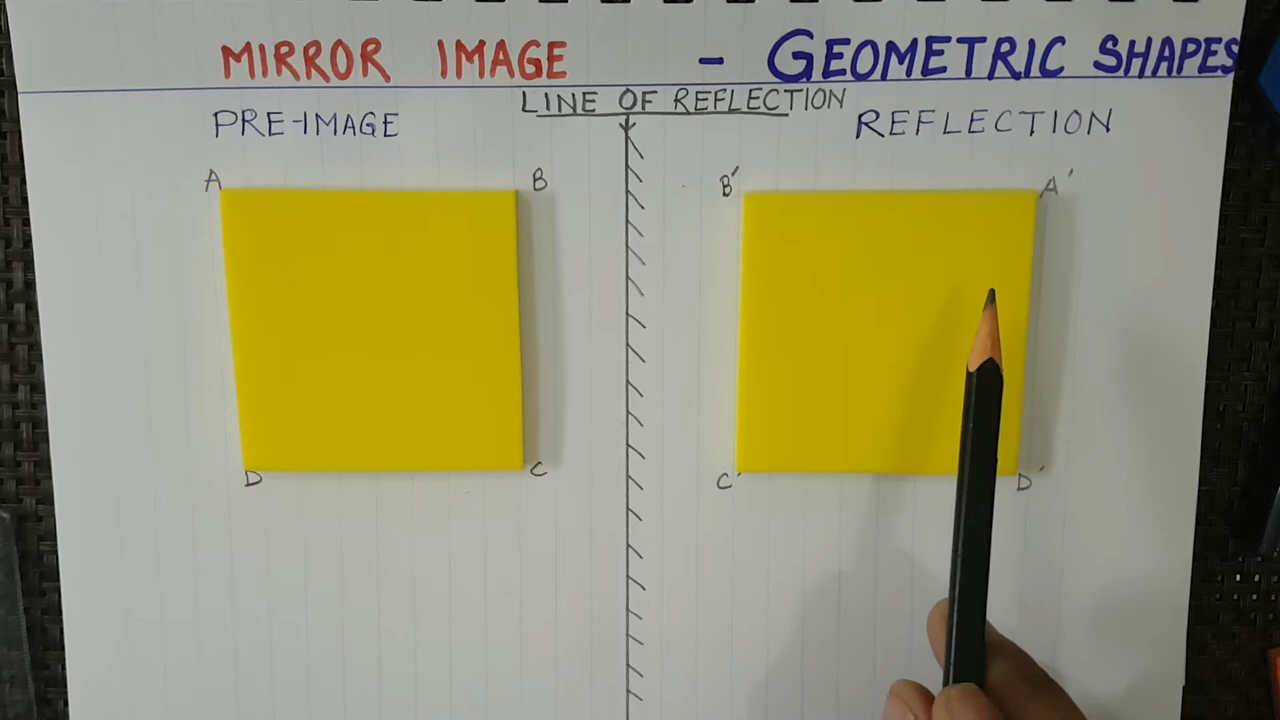 MIRROR IMAGE - GEOMETRIC SHAPES
LINE OF REFLECTION
PRE-IMAGE REFLECTION
A B B' A'
D C C' D'